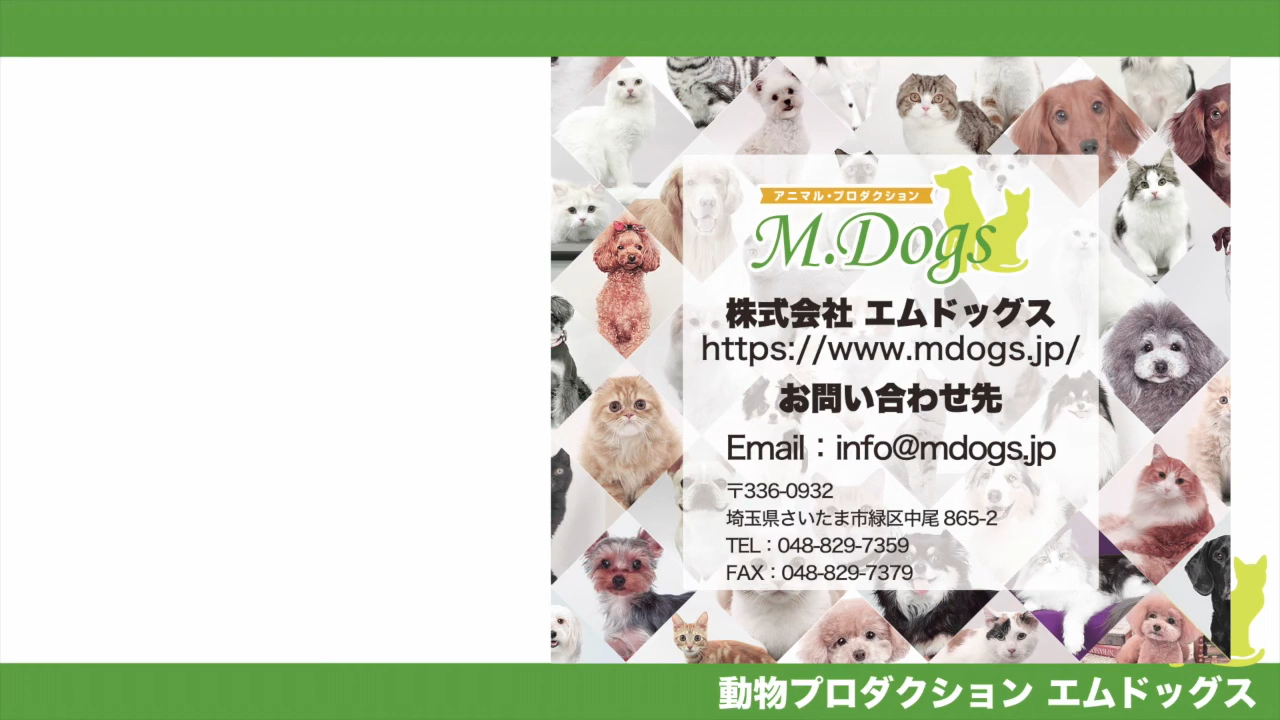 アニマル・プロダクション
M.Dogs
株式会社 エムドッグス
https://www.mdogs.jp/
お問い合わせ先
Email：info@mdogs.jp
〒336-0932
埼玉県さいたま市緑区中尾 865-2
TEL：048-829-7359
FAX：048-829-7379
動物プロダクション エムドッグス